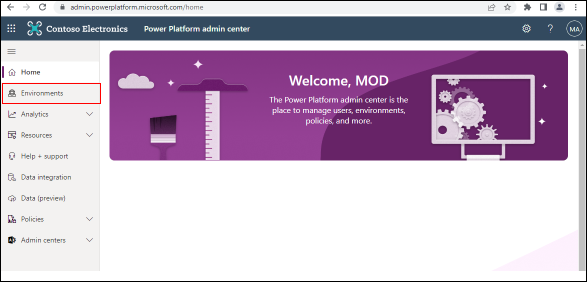 admin.powerplatform.microsoft.com/home
Contoso Electronics
Power Platform admin center
?
MA
Home
Environments
Analytics
Resources
Help + support
Data integration
Data (preview)
Policies
Admin centers
Welcome, MOD
The Power Platform admin center is the
place to manage users, environments,
policies, and more.